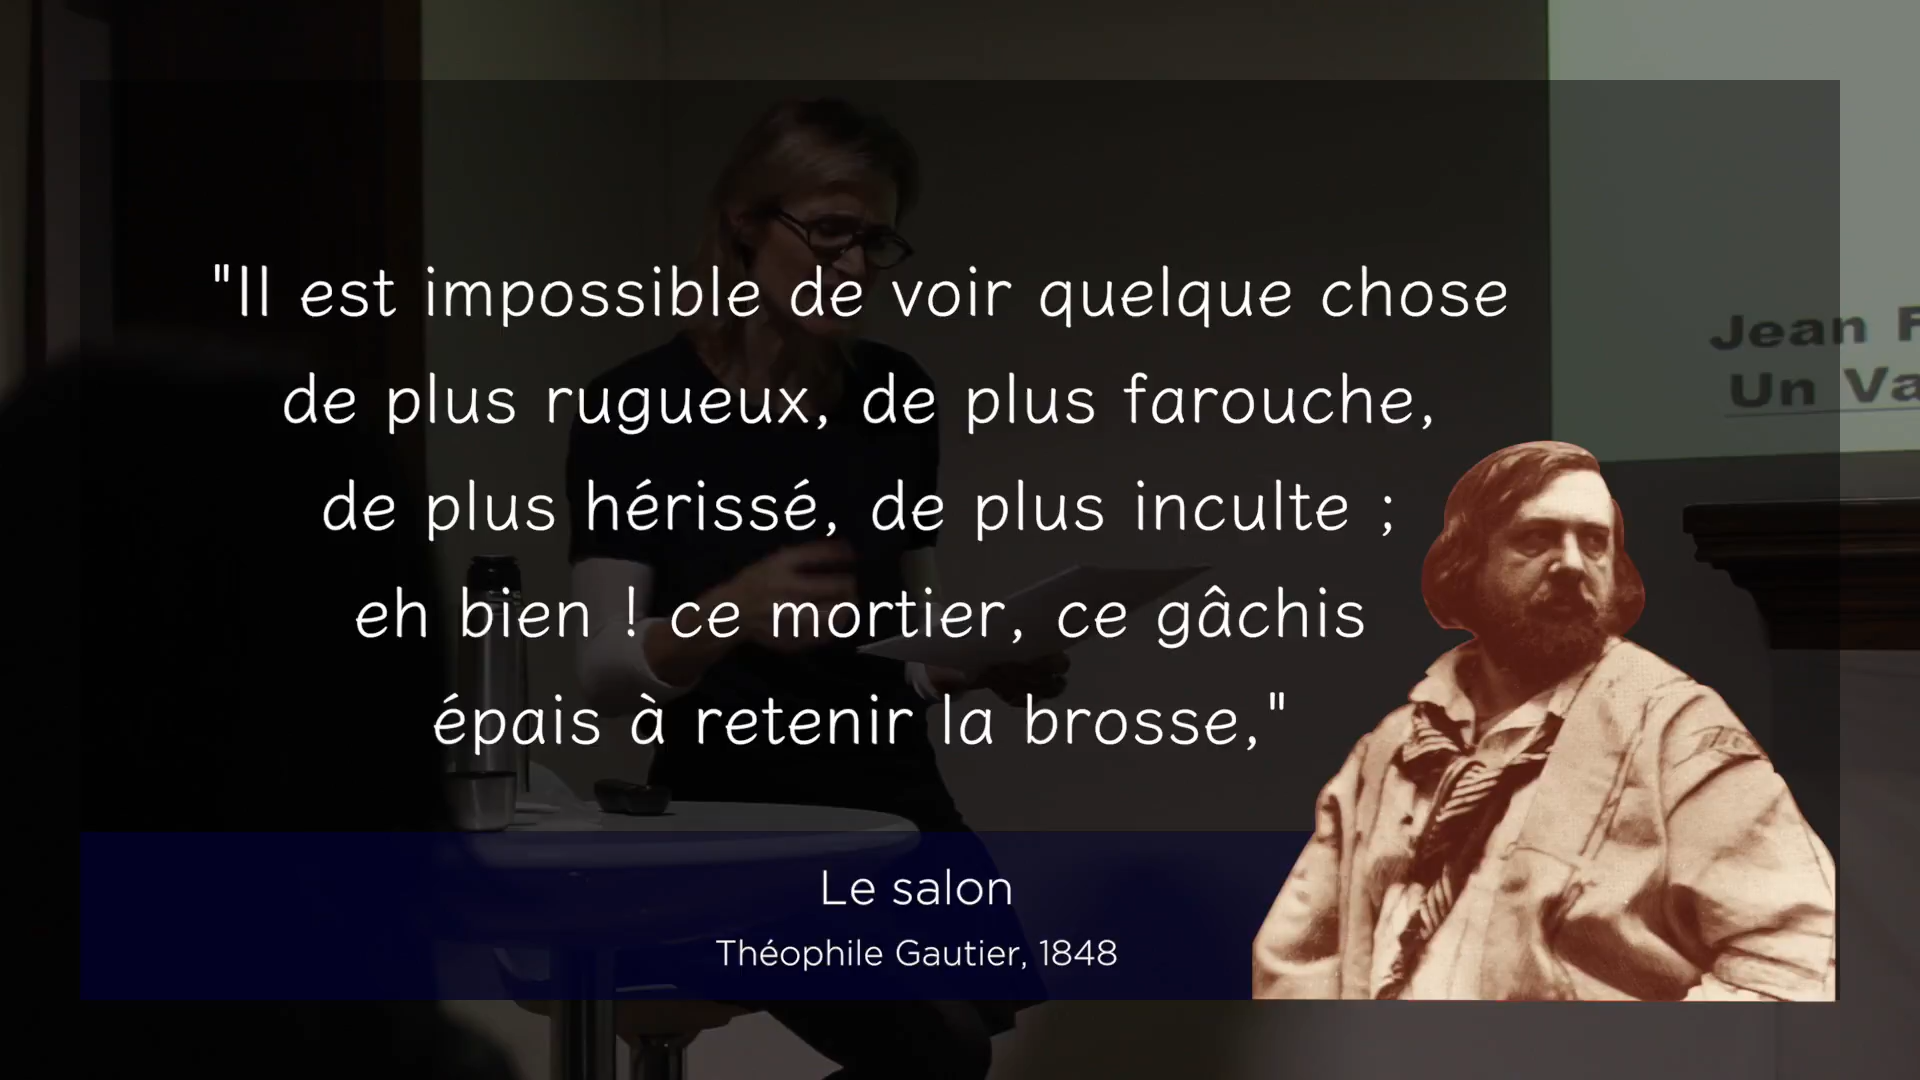 "Il est impossible de voir quelque chose
de plus rugueux, de plus farouche,
de plus hérissé, de plus inculte ;
eh bien ! ce mortier, ce gâchis
épais à retenir la brosse,"
Le salon
Théophile Gautier, 1848
Jean
Un